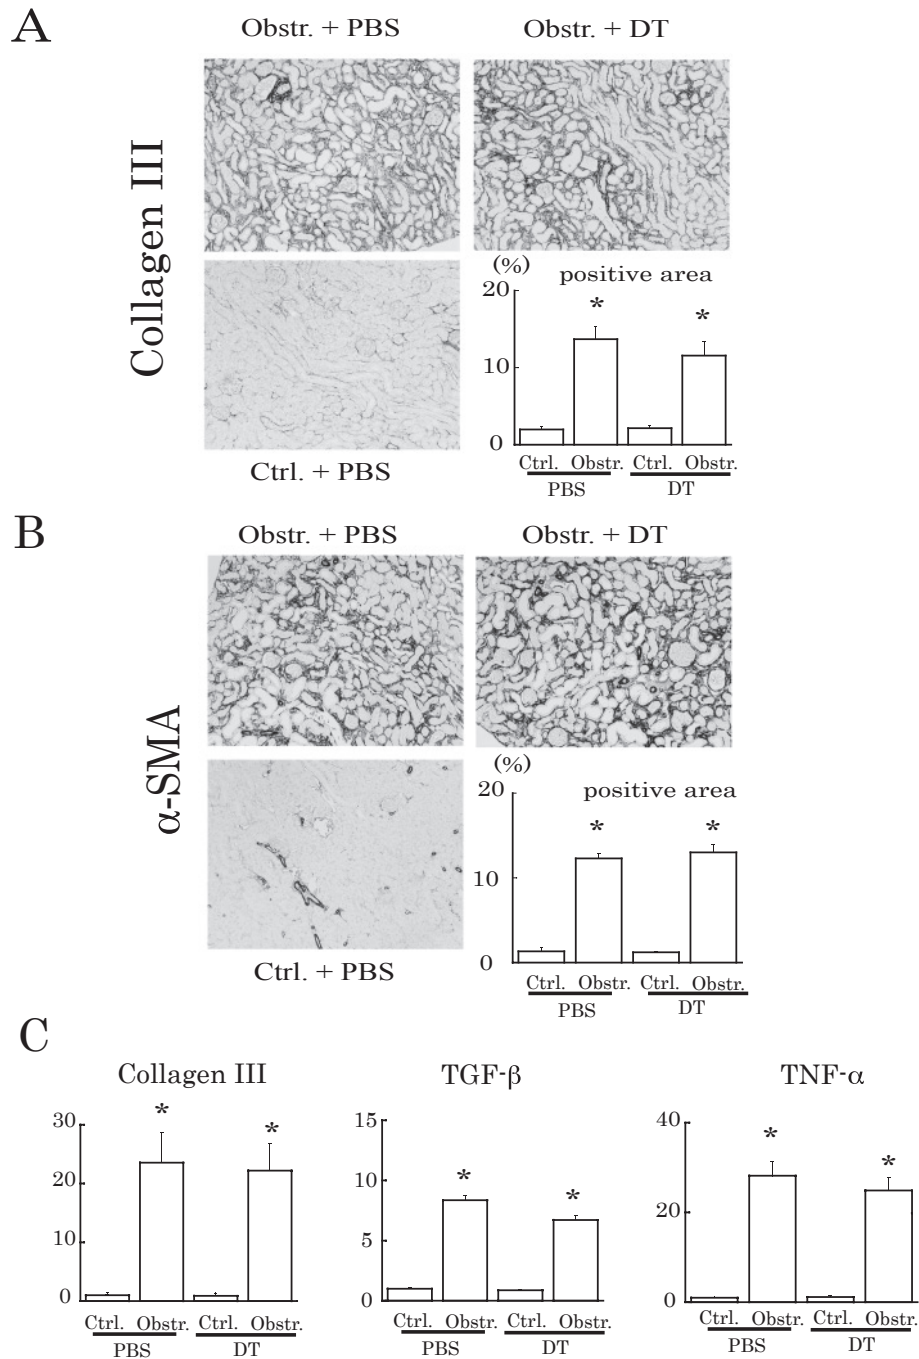 A
Obstr. + PBS
Obstr. + DT
Collagen III
(%)
positive area
20
*
*
10
0
Ctrl. Obstr. Ctrl. Obstr.
PBS
DT
Ctrl. + PBS
B
Obstr. + PBS
Obstr. + DT
α-SMA
(%)
20
positive area
*
*
10
0
Ctrl. Obstr. Ctrl. Obstr.
PBS
DT
Ctrl. + PBS
C
Collagen III
30
*
*
20
10
0
Ctrl. Obstr. Ctrl. Obstr.
PBS
DT
TGF-β
15
10
*
*
5
0
Ctrl. Obstr. Ctrl. Obstr.
PBS
DT
TNF-α
40
*
*
20
0
Ctrl. Obstr. Ctrl. Obstr.
PBS
DT